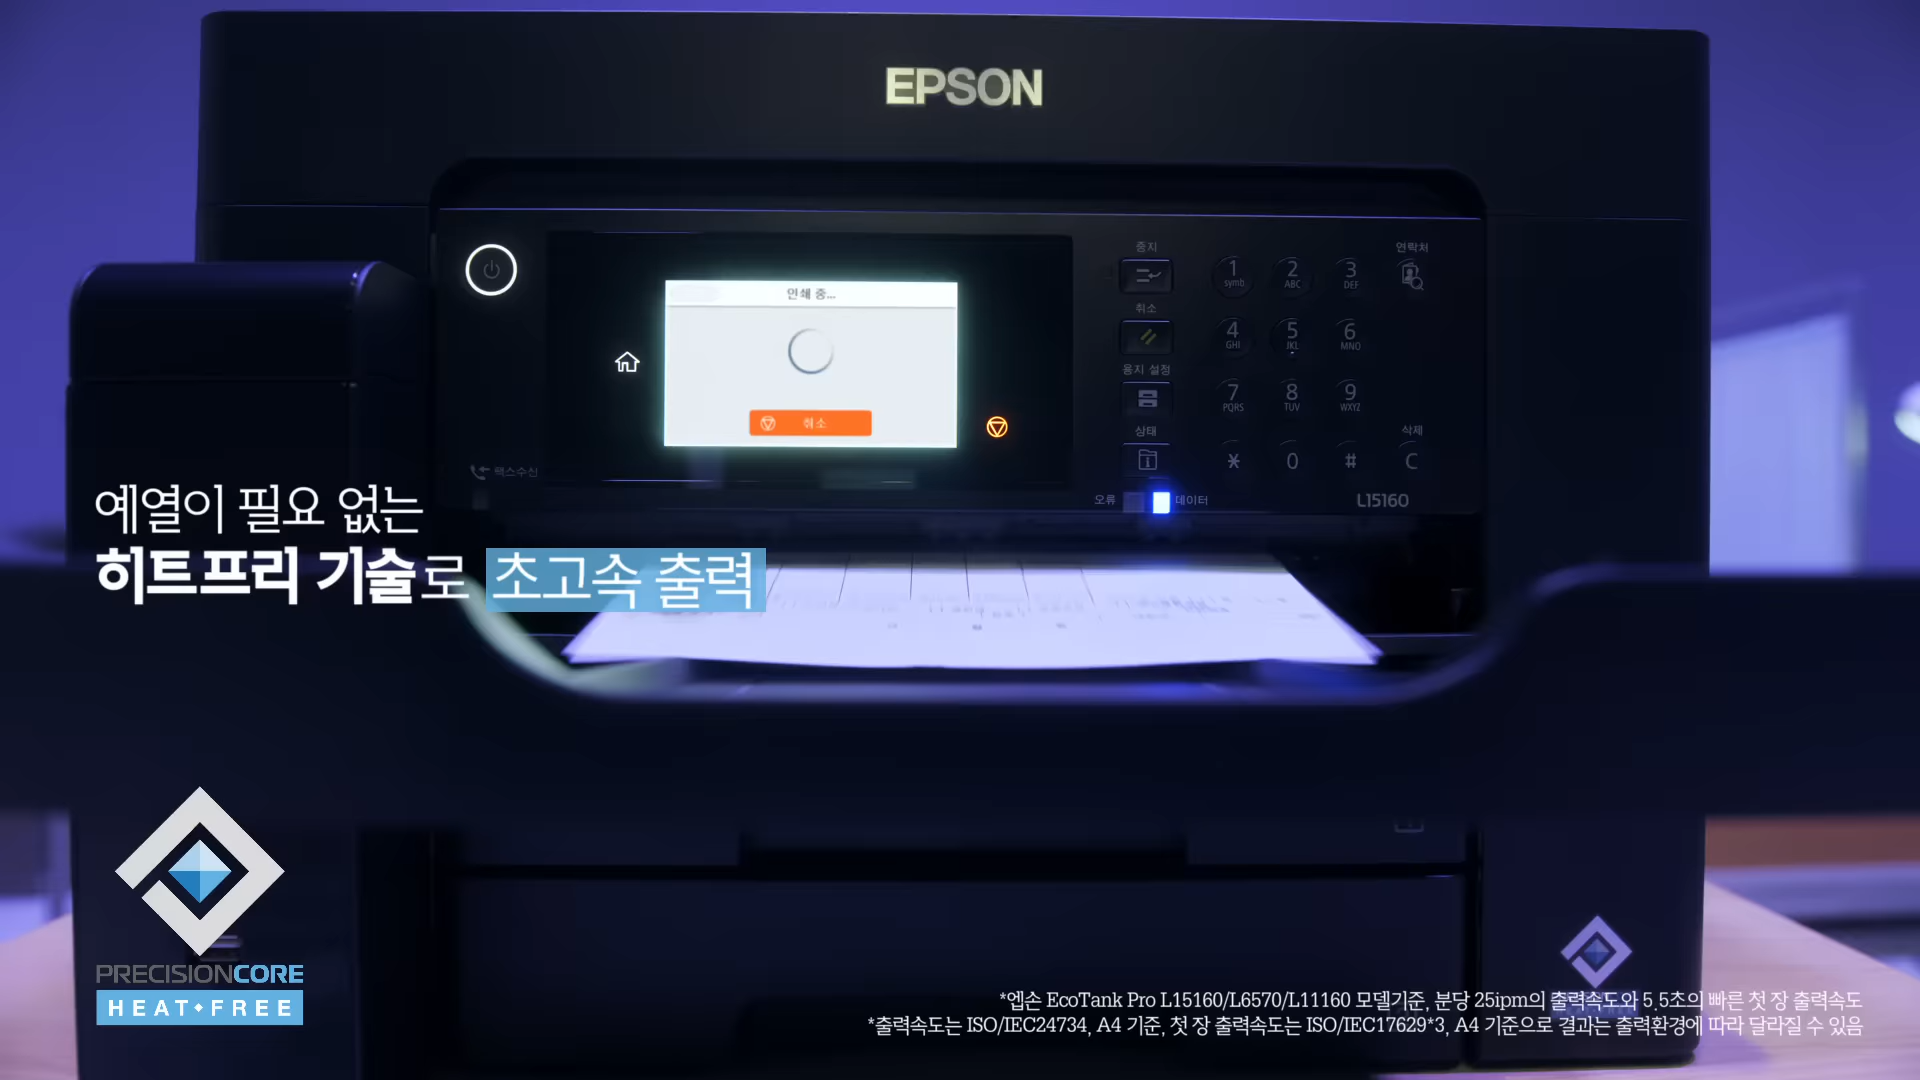 EPSON
인쇄 중...
취소
중지
취소
용지 설정
상태
오류
데이터
연락처
삭제
1 symb
2 ABC
3 DEF
4 GHI
5 JKL
6 MNO
7 PQRS
8 TUV
9 WXYZ
* 0 # C
L15160
팩스수신
예열이 필요 없는
히트프리 기술로 초고속 출력
PRECISIONCORE
HEAT•FREE
*엡손 EcoTank Pro L15160/L6570/L11160 모델기준, 분당 25ipm의 출력속도와 5.5초의 빠른 첫 장 출력속도
*출력속도는 ISO/IEC24734, A4 기준, 첫 장 출력속도는 ISO/IEC17629*3, A4 기준으로 결과는 출력환경에 따라 달라질 수 있음